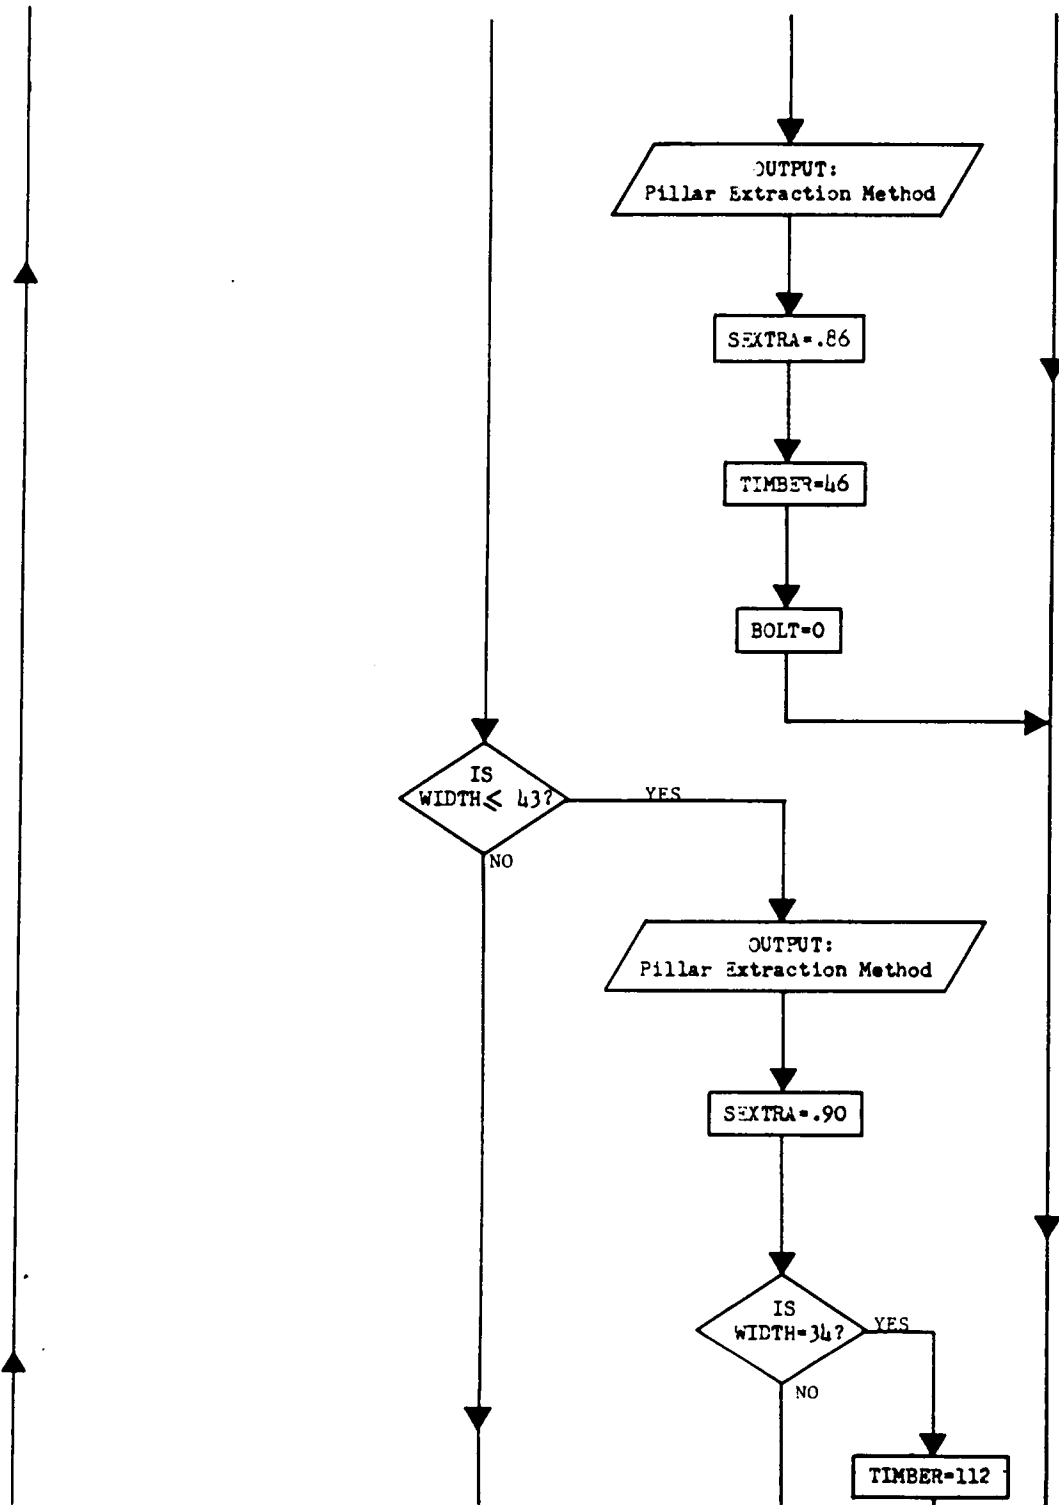 OUTPUT:
Pillar Extraction Method
SEXTRA=.86
TIMBER=46
BOLT=0
IS
WIDTH≤ 43?
YES
NO
OUTPUT:
Pillar Extraction Method
SEXTRA=.90
IS
WIDTH=34?
YES
NO
TIMBER=112